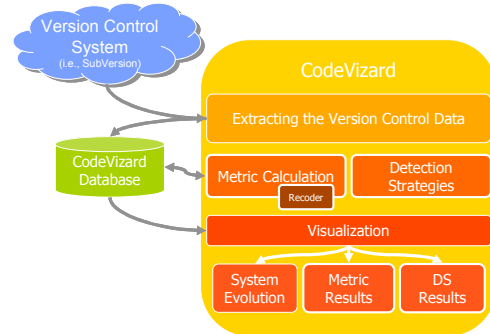 Version Control
System
(i.e., SubVersion)
CodeVizard
Extracting the Version Control Data
CodeVizard
Database
Metric Calculation
Recoder
Detection
Strategies
Visualization
System
Evolution
Metric
Results
DS
Results